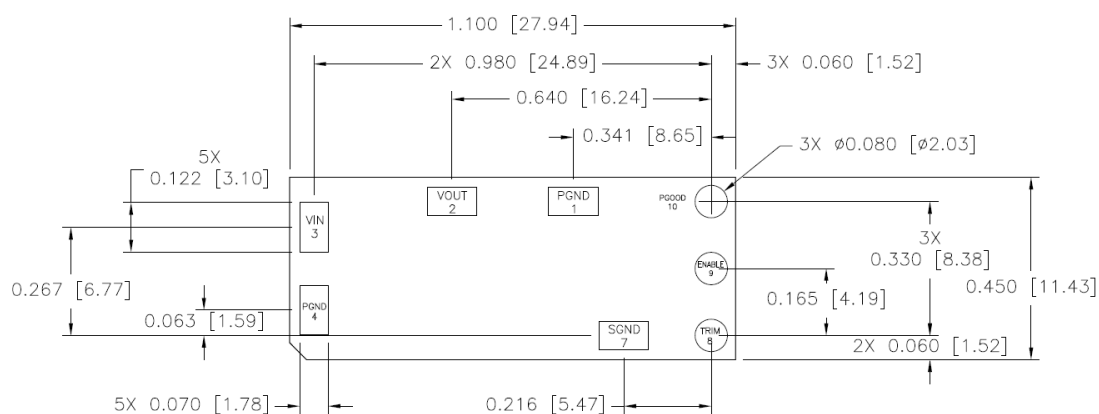 1.100 [27.94]
2X 0.980 [24.89]
3X 0.060 [1.52]
0.640 [16.24]
0.341 [8.65]
3X ø0.080 [ø2.03]
5X
0.122 [3.10]
VOUT
2
PGND
1
PGOOD
10
VIN
3
3X
0.330 [8.38]
ENABLE
9
0.267 [6.77]
0.450 [11.43]
0.165 [4.19]
PGND
4
0.063 [1.59]
SGND
7
TRIM
8
2X 0.060 [1.52]
5X 0.070 [1.78]
0.216 [5.47]